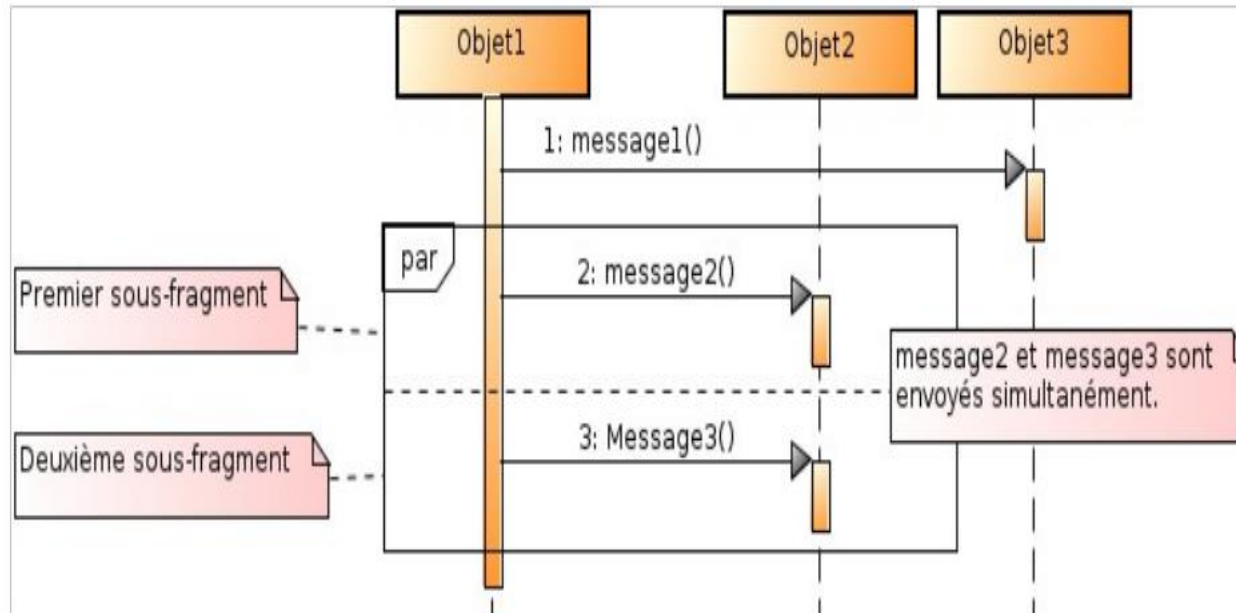 Objet1
Objet2
Objet3
1: message1()
par
2: message2()
Premier sous-fragment
message2 et message3 sont
envoyés simultanément.
3: Message3()
Deuxième sous-fragment